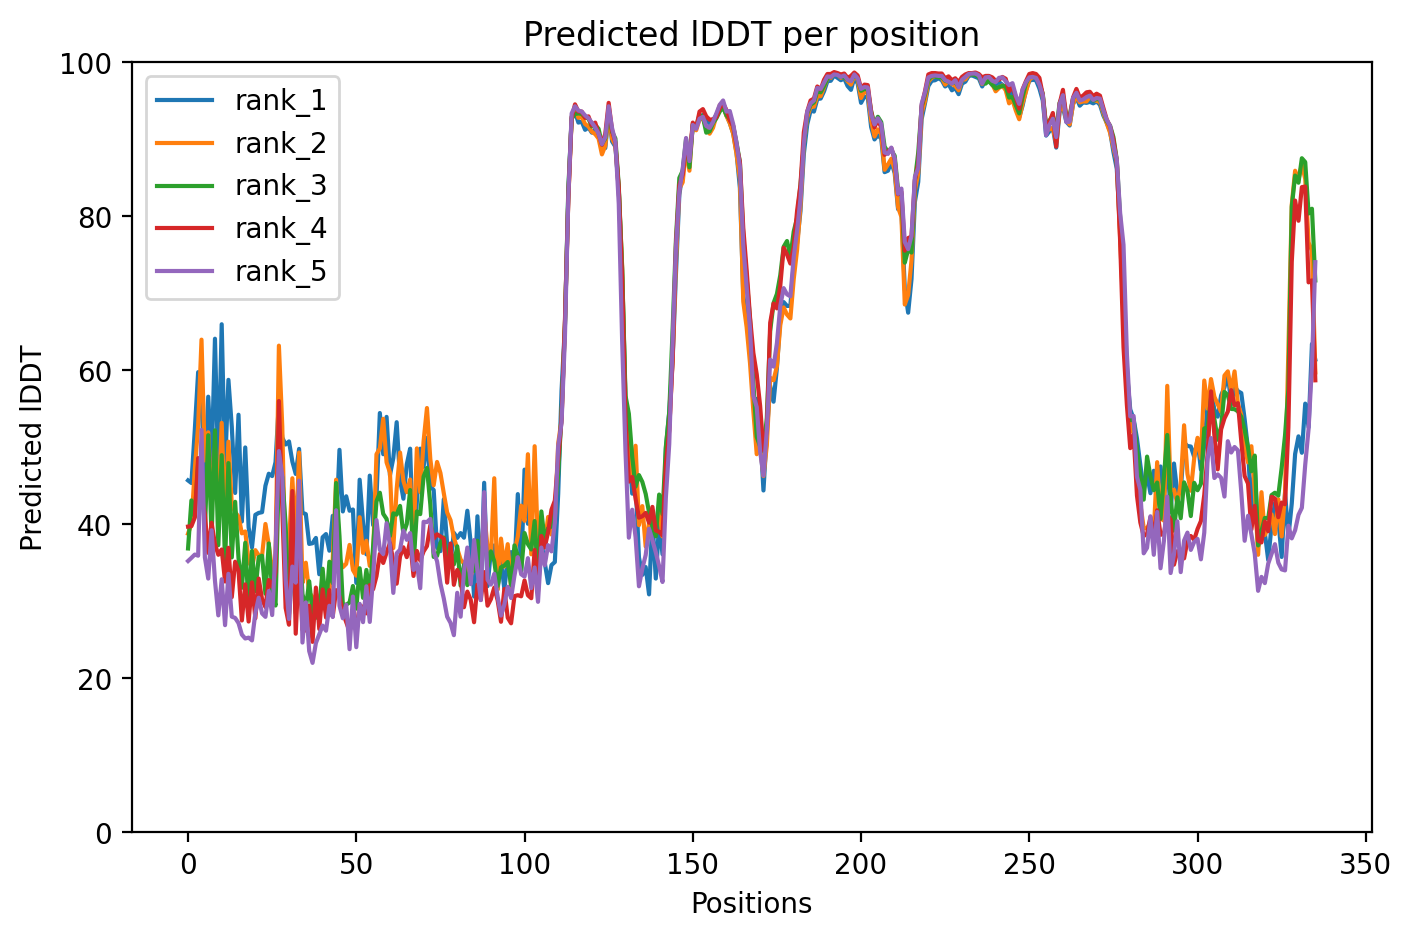 Predicted lDDT per position
100
80
60
40
20
0
Predicted lDDT
rank_1
rank_2
rank_3
rank_4
rank_5
0 50 100 150 200 250 300 350
Positions